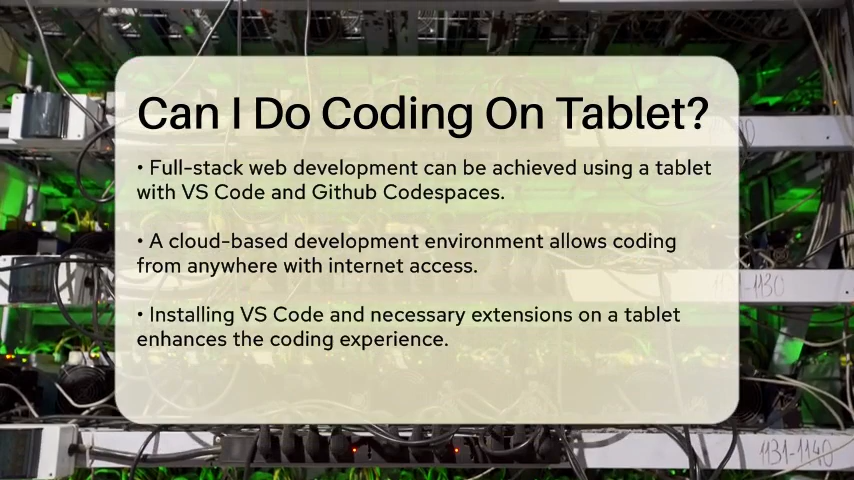 Can I Do Coding On Tablet?
• Full-stack web development can be achieved using a tablet
with VS Code and Github Codespaces.
• A cloud-based development environment allows coding
from anywhere with internet access.
• Installing VS Code and necessary extensions on a tablet
enhances the coding experience.
1131-1140